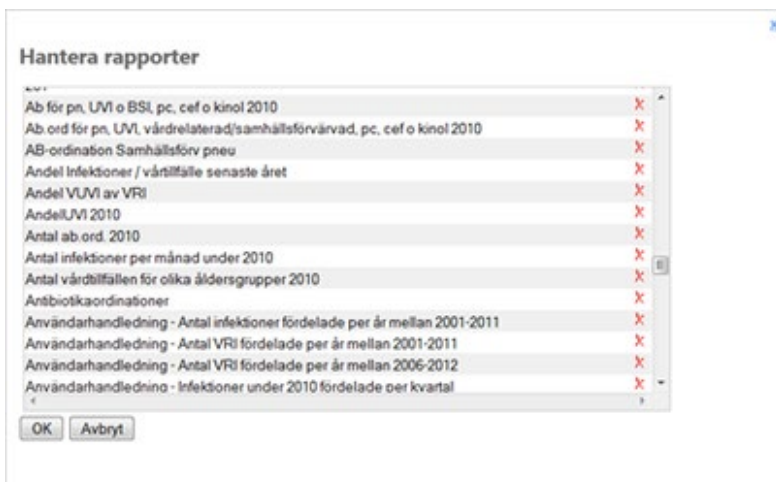 Hantera rapporter
Ab för pn, UVI o BSI, pc, cef o kinol 2010
Ab.ord för pn, UVI, vårdrelaterad/samhällsförvärvad, pc, cef o kinol 2010
AB-ordination Samhällsförv pneu
Andel Infektioner / vårtillfälle senaste året
Andel VUVI av VRI
AndelUVI 2010
Antal ab.ord. 2010
Antal infektioner per månad under 2010
Antal vårdtillfällen för olika åldersgrupper 2010
Antibiotikaordinationer
Användarhandledning - Antal infektioner fördelade per år mellan 2001-2011
Användarhandledning - Antal VRI fördelade per år mellan 2001-2011
Användarhandledning - Antal VRI fördelade per år mellan 2006-2012
Användarhandledning - Infektioner under 2010 fördelade per kvartal
OK Avbryt